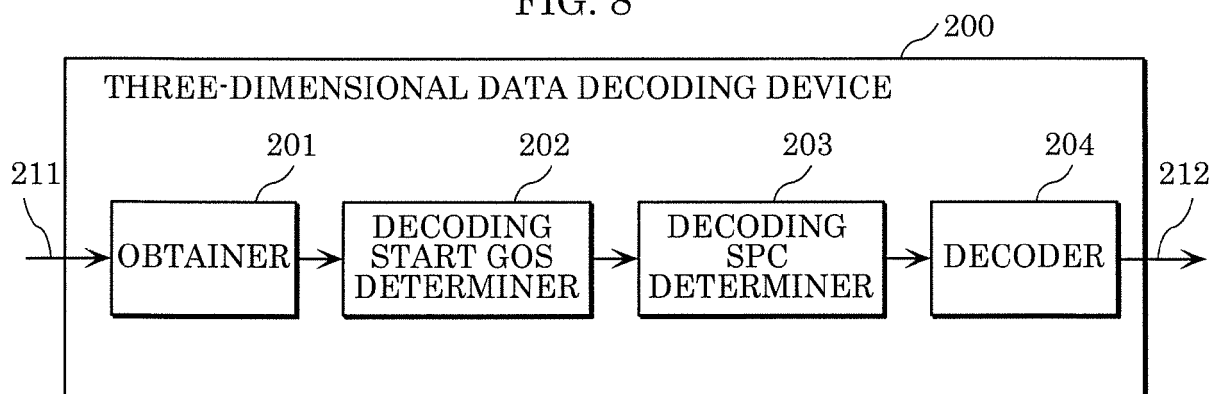 FIG. 8
200
THREE-DIMENSIONAL DATA DECODING DEVICE
201
202
203
204
211
212
OBTAINER
DECODING
START GOS
DETERMINER
DECODING
SPC
DETERMINER
DECODER